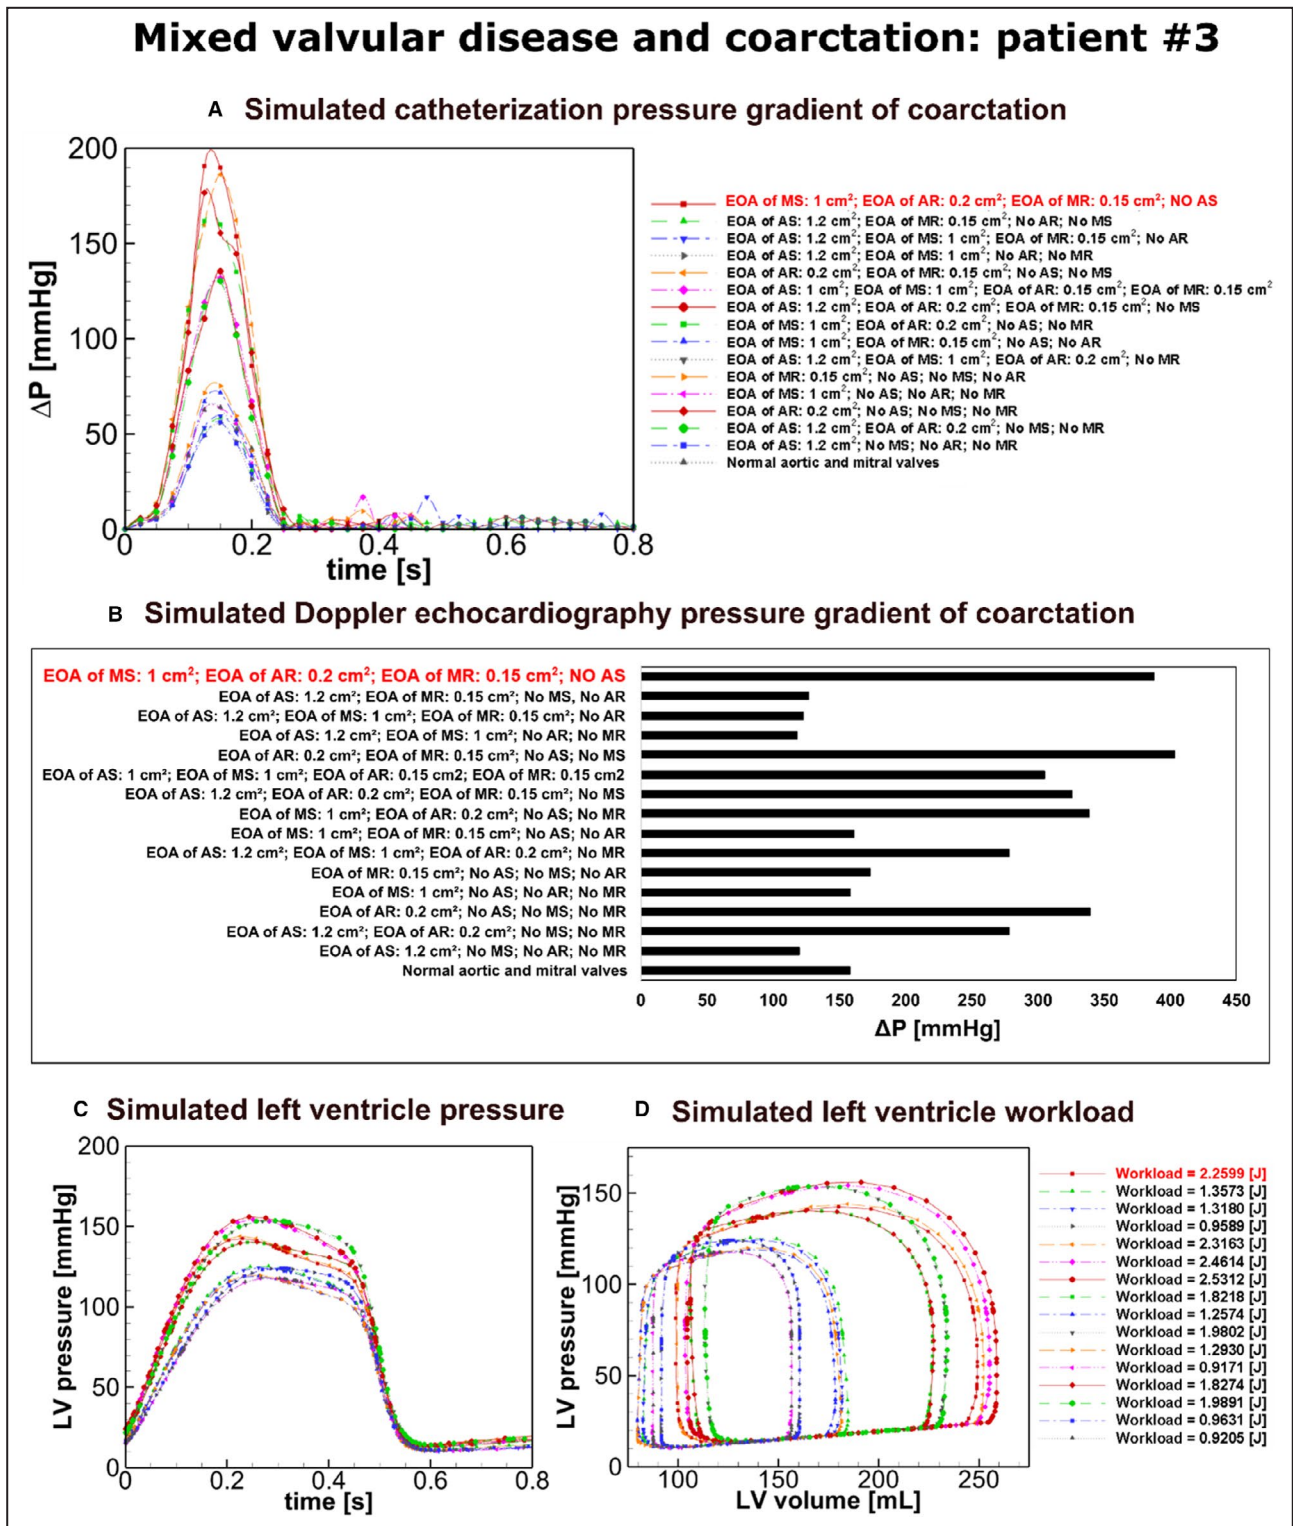 Mixed valvular disease and coarctation: patient #3
A Simulated catheterization pressure gradient of coarctation
200
150
100
50
0
ΔP [mmHg]
0 0.2 0.4 0.6 0.8
time [s]
EOA of MS: 1 cm²; EOA of AR: 0.2 cm²; EOA of MR: 0.15 cm²; NO AS
EOA of AS: 1.2 cm²; EOA of MR: 0.15 cm²; No AR; No MS
EOA of AS: 1.2 cm²; EOA of MS: 1 cm²; EOA of MR: 0.15 cm²; No AR
EOA of AS: 1.2 cm²; EOA of MS: 1 cm²; No AR; No MR
EOA of AR: 0.2 cm²; EOA of MR: 0.15 cm²; No AS; No MS
EOA of AS: 1 cm²; EOA of MS: 1 cm²; EOA of AR: 0.15 cm²; EOA of MR: 0.15 cm²
EOA of AS: 1.2 cm²; EOA of AR: 0.2 cm²; EOA of MR: 0.15 cm²; No MS
EOA of MS: 1 cm²; EOA of AR: 0.2 cm²; No AS; No MR
EOA of MS: 1 cm²; EOA of MR: 0.15 cm²; No AS; No AR
EOA of AS: 1.2 cm²; EOA of MS: 1 cm²; EOA of AR: 0.2 cm²; No MR
EOA of MR: 0.15 cm²; No AS; No MS; No AR
EOA of MS: 1 cm²; No AS; No AR; No MR
EOA of AR: 0.2 cm²; No AS; No MS; No MR
EOA of AS: 1.2 cm²; EOA of AR: 0.2 cm²; No MS; No MR
EOA of AS: 1.2 cm²; No MS; No AR; No MR
Normal aortic and mitral valves
B Simulated Doppler echocardiography pressure gradient of coarctation
EOA of MS: 1 cm²; EOA of AR: 0.2 cm²; EOA of MR: 0.15 cm²; NO AS
EOA of AS: 1.2 cm²; EOA of MR: 0.15 cm²; No MS, No AR
EOA of AS: 1.2 cm²; EOA of MS: 1 cm²; EOA of MR: 0.15 cm²; No AR
EOA of AS: 1.2 cm²; EOA of MS: 1 cm²; No AR; No MR
EOA of AR: 0.2 cm²; EOA of MR: 0.15 cm²; No AS; No MS
EOA of AS: 1 cm²; EOA of MS: 1 cm²; EOA of AR: 0.15 cm2; EOA of MR: 0.15 cm2
EOA of AS: 1.2 cm²; EOA of AR: 0.2 cm²; EOA of MR: 0.15 cm²; No MS
EOA of MS: 1 cm²; EOA of AR: 0.2 cm²; No AS; No MR
EOA of MS: 1 cm²; EOA of MR: 0.15 cm²; No AS; No AR
EOA of AS: 1.2 cm²; EOA of MS: 1 cm²; EOA of AR: 0.2 cm²; No MR
EOA of MR: 0.15 cm²; No AS; No MS; No AR
EOA of MS: 1 cm²; No AS; No AR; No MR
EOA of AR: 0.2 cm²; No AS; No MS; No MR
EOA of AS: 1.2 cm²; EOA of AR: 0.2 cm²; No MS; No MR
EOA of AS: 1.2 cm²; No MS; No AR; No MR
Normal aortic and mitral valves
0 50 100 150 200 250 300 350 400 450
ΔP [mmHg]
C Simulated left ventricle pressure
200
150
100
50
0
LV pressure [mmHg]
0 0.2 0.4 0.6 0.8
time [s]
D Simulated left ventricle workload
150
100
50
0
LV pressure [mmHg]
100 150 200 250
LV volume [mL]
Workload = 2.2599 [J]
Workload = 1.3573 [J]
Workload = 1.3180 [J]
Workload = 0.9589 [J]
Workload = 2.3163 [J]
Workload = 2.4614 [J]
Workload = 2.5312 [J]
Workload = 1.8218 [J]
Workload = 1.2574 [J]
Workload = 1.9802 [J]
Workload = 1.2930 [J]
Workload = 0.9171 [J]
Workload = 1.8274 [J]
Workload = 1.9891 [J]
Workload = 0.9631 [J]
Workload = 0.9205 [J]